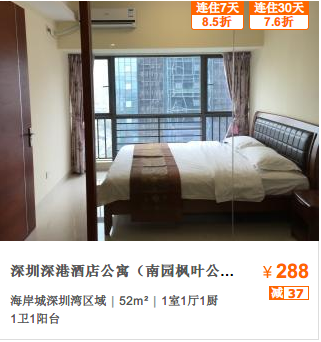 连住7天
8.5折
连住30天
7.6折
深圳深港酒店公寓（南园枫叶公...
￥288
减 37
海岸城深圳湾区域 | 52m² | 1室1厅1厨
1卫1阳台